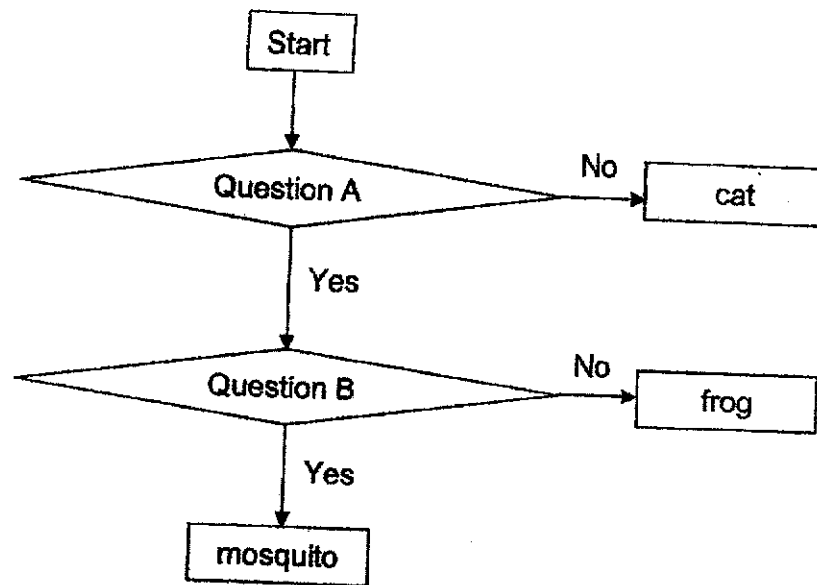 Start
Question A
No
cat
Yes
Question B
No
frog
Yes
mosquito